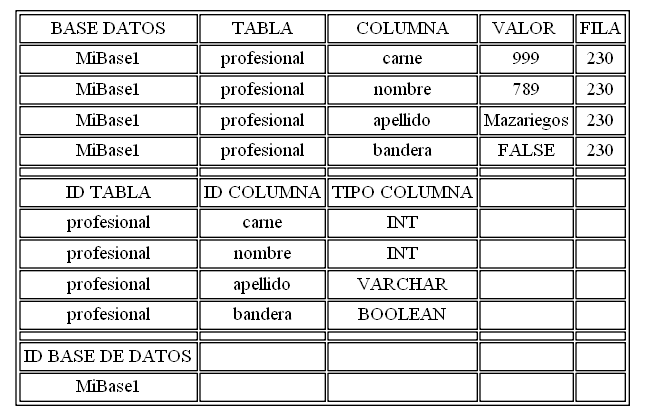 BASE DATOS TABLA COLUMNA VALOR FILA
MiBase1 profesional carne 999 230
MiBase1 profesional nombre 789 230
MiBase1 profesional apellido Mazariegos 230
MiBase1 profesional bandera FALSE 230
ID TABLA ID COLUMNA TIPO COLUMNA
profesional carne INT
profesional nombre INT
profesional apellido VARCHAR
profesional bandera BOOLEAN
ID BASE DE DATOS
MiBase1